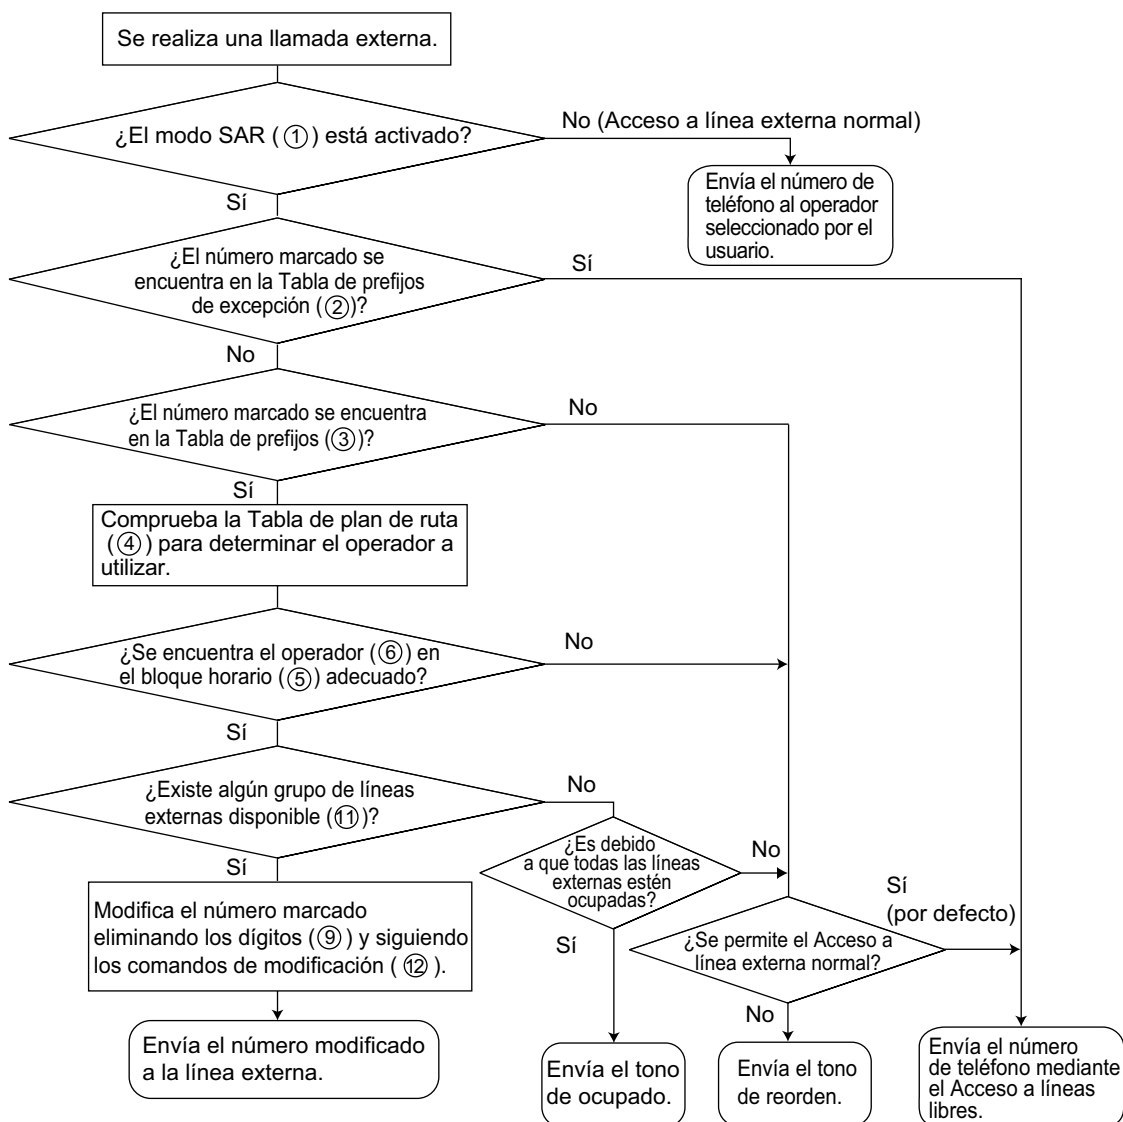 Se realiza una llamada externa.
¿El modo SAR (①) está activado?
No (Acceso a línea externa normal)
Envía el número de
teléfono al operador
seleccionado por el
usuario.
Sí
¿El número marcado se
encuentra en la Tabla de prefijos
de excepción (②)?
Sí
No
¿El número marcado se encuentra
en la Tabla de prefijos (③)?
No
Sí
Comprueba la Tabla de plan de ruta
(④) para determinar el operador a
utilizar.
¿Se encuentra el operador (⑥) en
el bloque horario (⑤) adecuado?
No
Sí
¿Existe algún grupo de líneas
externas disponible (⑪)?
No
Sí
¿Es debido
a que todas las líneas
externas estén
ocupadas?
No
Sí
Modifica el número marcado
eliminando los dígitos (⑨) y siguiendo
los comandos de modificación ( ⑫ ).
¿Se permite el Acceso a
línea externa normal?
Sí
(por defecto)
No
Envía el número modificado
a la línea externa.
Envía el tono
de ocupado.
Envía el tono
de reorden.
Envía el número
de teléfono mediante
el Acceso a líneas
libres.